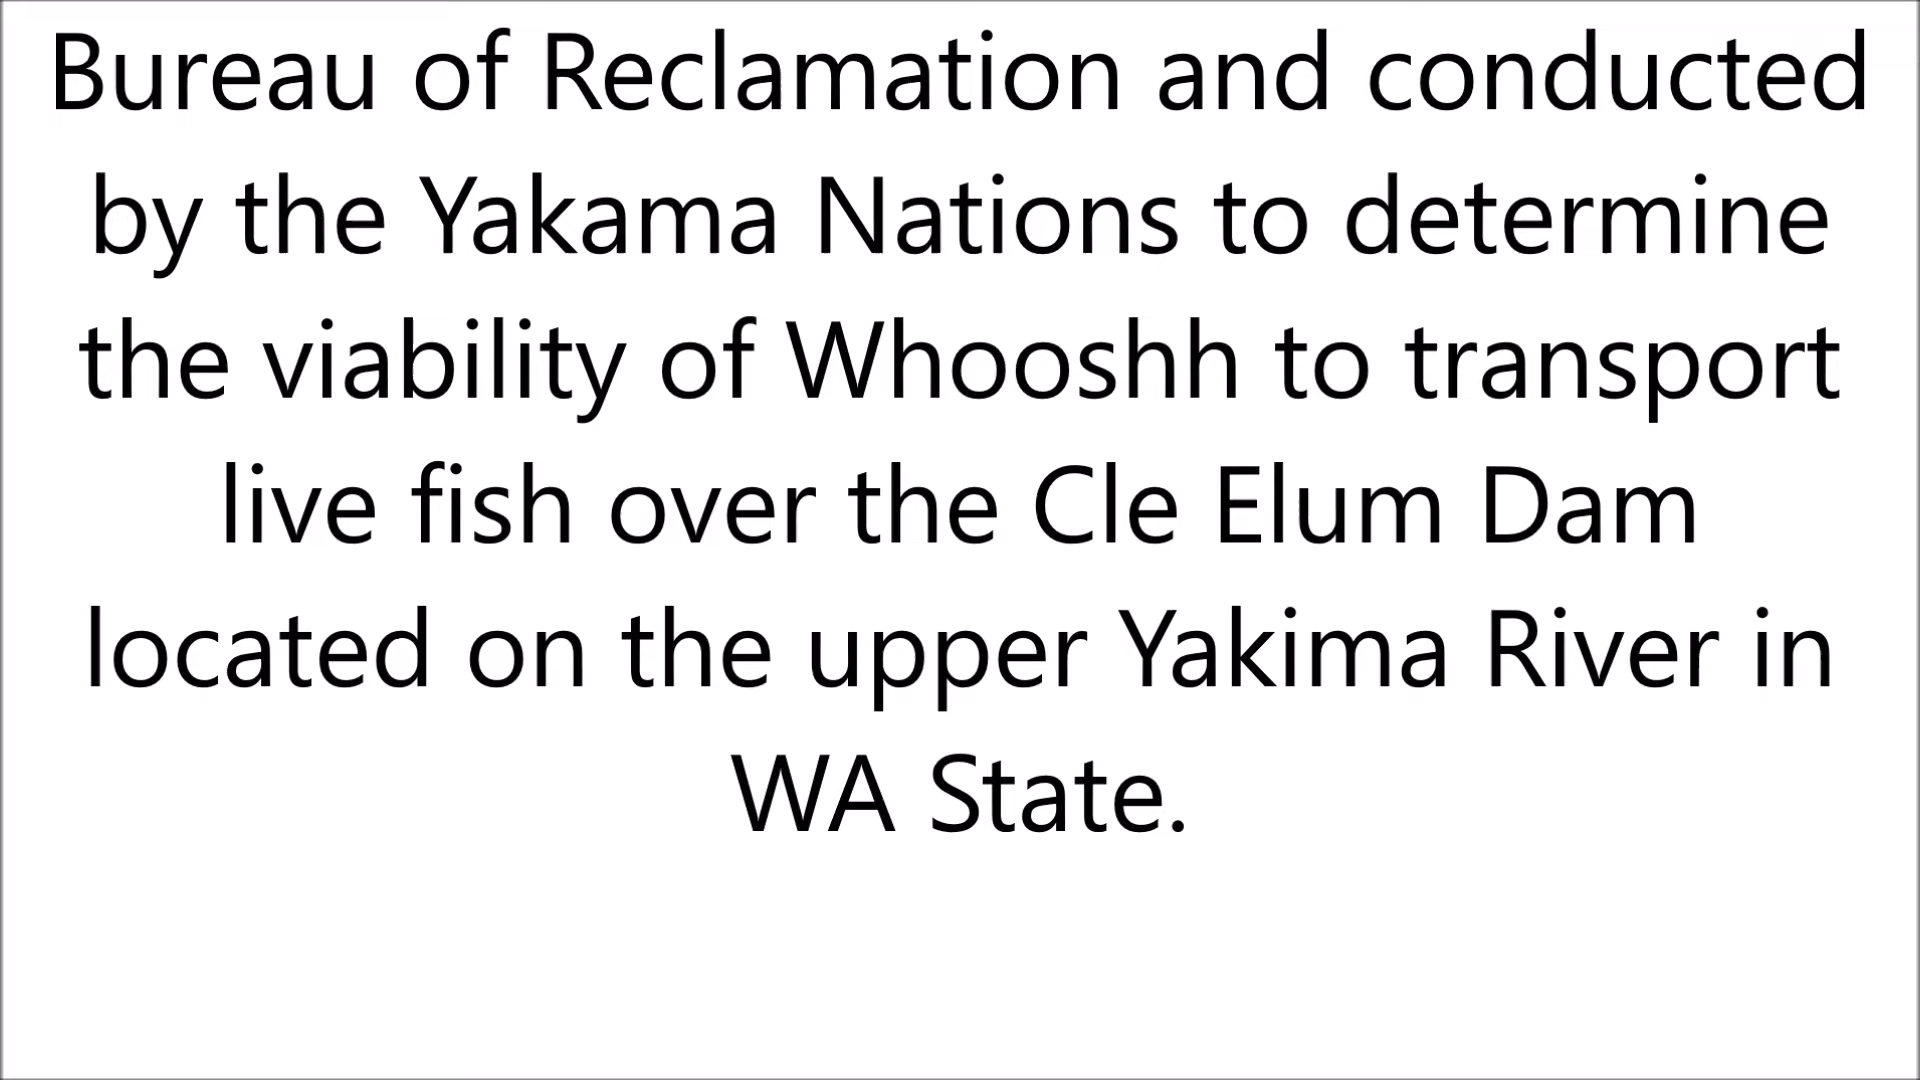 Bureau of Reclamation and conducted
by the Yakama Nations to determine
the viability of Whooshh to transport
live fish over the Cle Elum Dam
located on the upper Yakima River in
WA State.